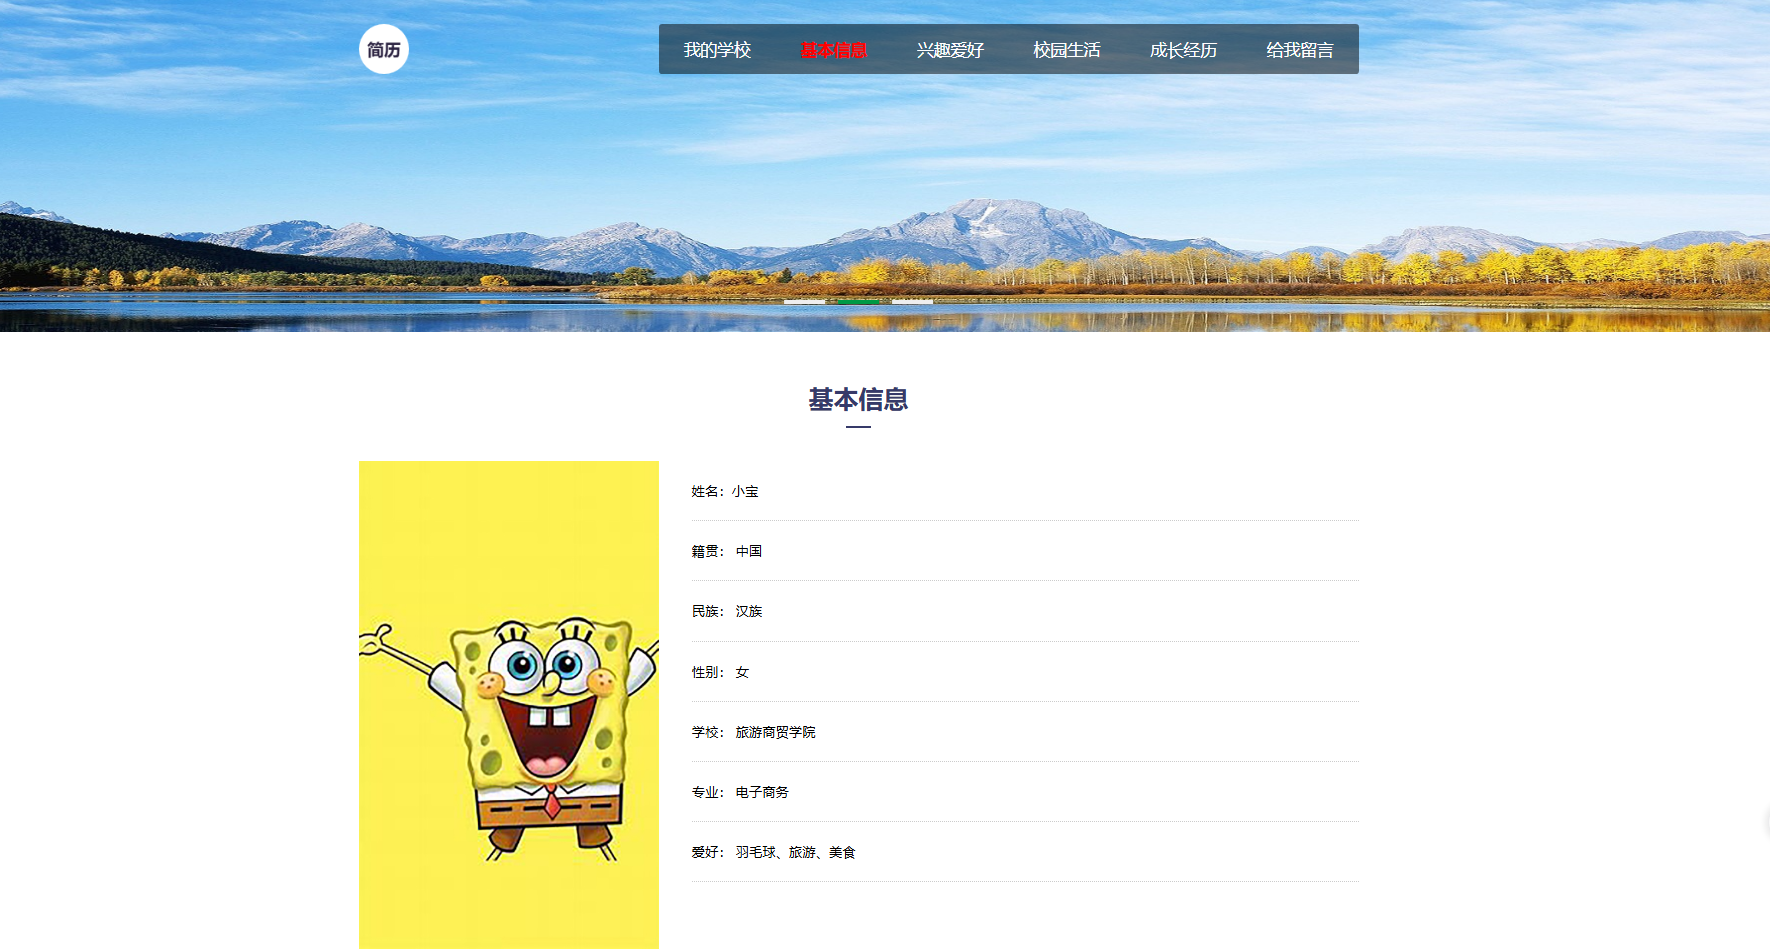 简历
我的学校 基本信息 兴趣爱好 校园生活 成长经历 给我留言
基本信息
姓名：小宝
籍贯： 中国
民族： 汉族
性别： 女
学校： 旅游商贸学院
专业： 电子商务
爱好： 羽毛球、旅游、美食